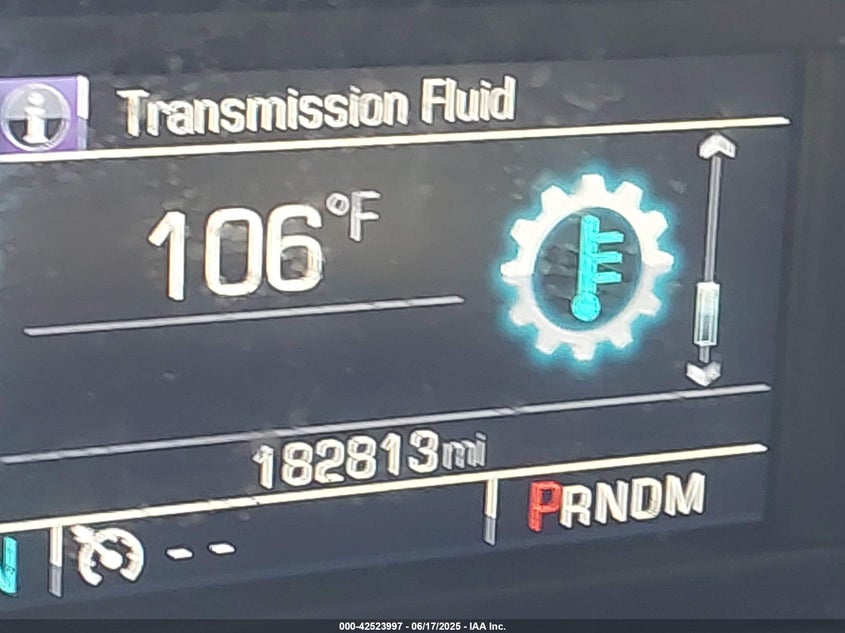 Transmission Fluid
106°F
182813mi
N
-- PRNDM
000-42523997 - 06/17/2025 - IAA Inc.